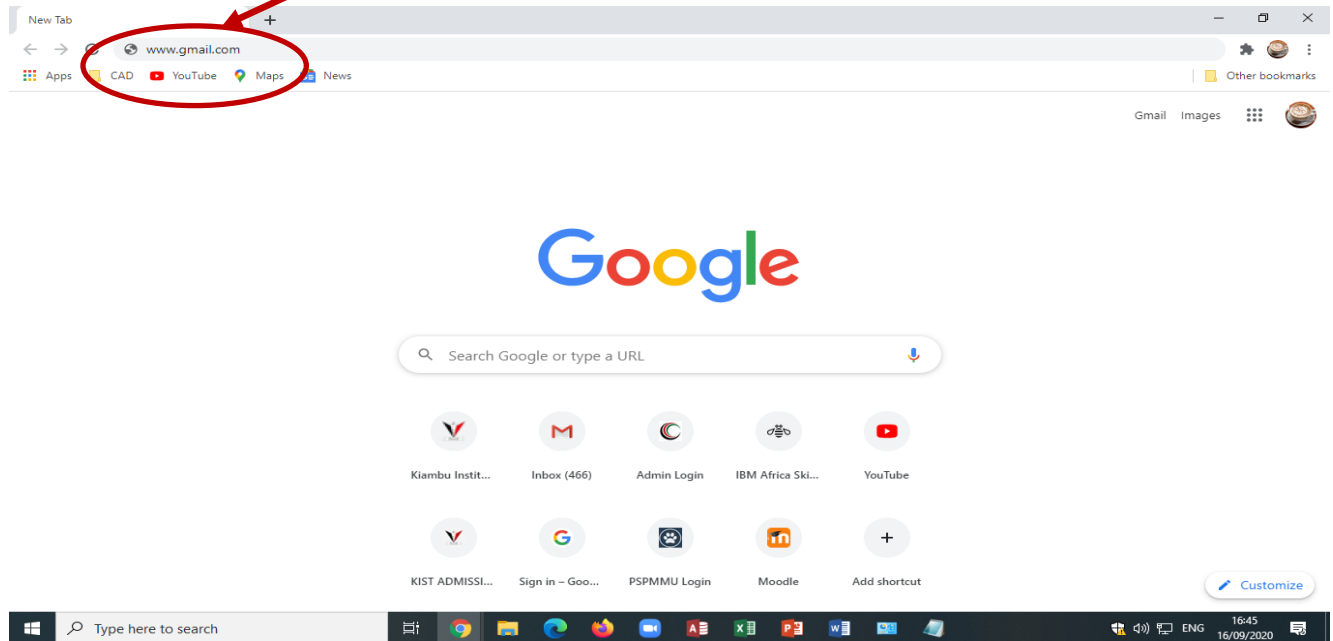 New Tab
www.gmail.com
Apps CAD YouTube Maps News Other bookmarks
Gmail Images
Google
Search Google or type a URL
Kiambu Instit... Inbox (466) Admin Login IBM Africa Ski... YouTube
KIST ADMISSI... Sign in – Goo... PSPMMU Login Moodle Add shortcut
Customize
Type here to search ENG 16:45
16/09/2020